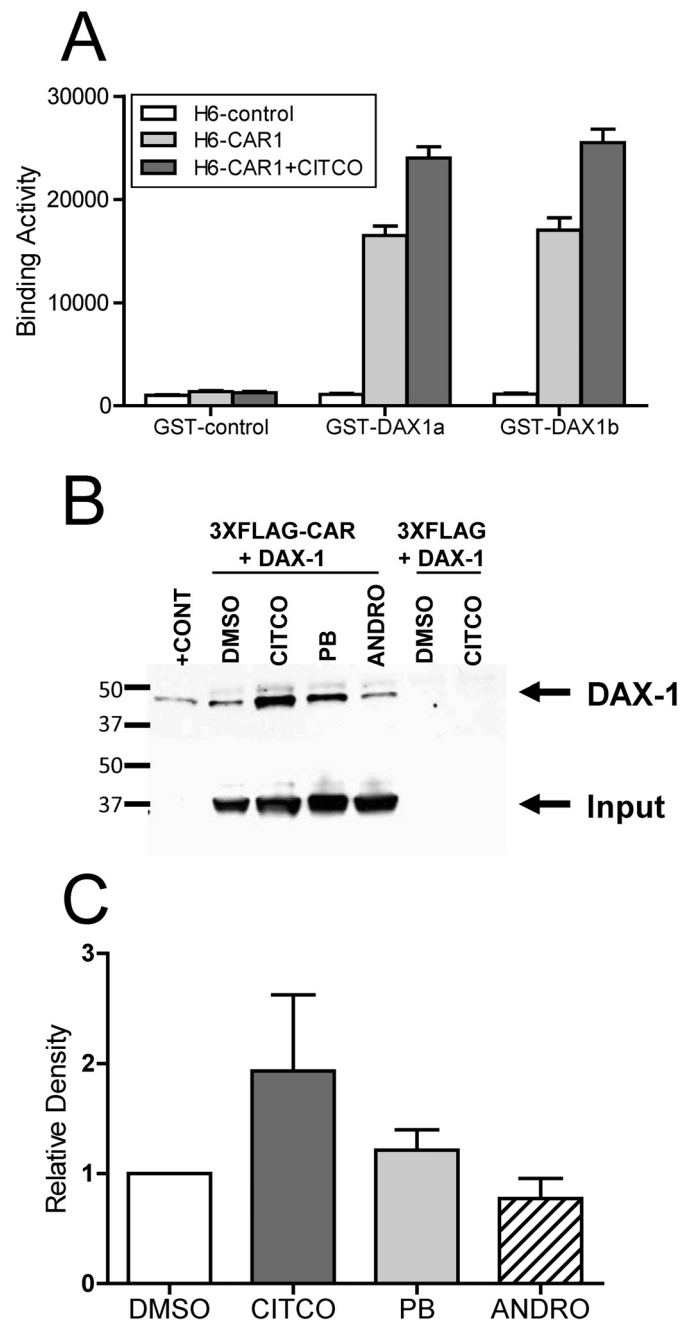 A
30000
20000
10000
0
Binding Activity
H6-control
H6-CAR1
H6-CAR1+CITCO
GST-control
GST-DAX1a
GST-DAX1b
B
3XFLAG-CAR
+ DAX-1
3XFLAG
+ DAX-1
+CONT
DMSO
CITCO
PB
ANDRO
DMSO
CITCO
50
37
DAX-1
50
37
Input
C
3
2
1
0
Relative Density
DMSO
CITCO
PB
ANDRO